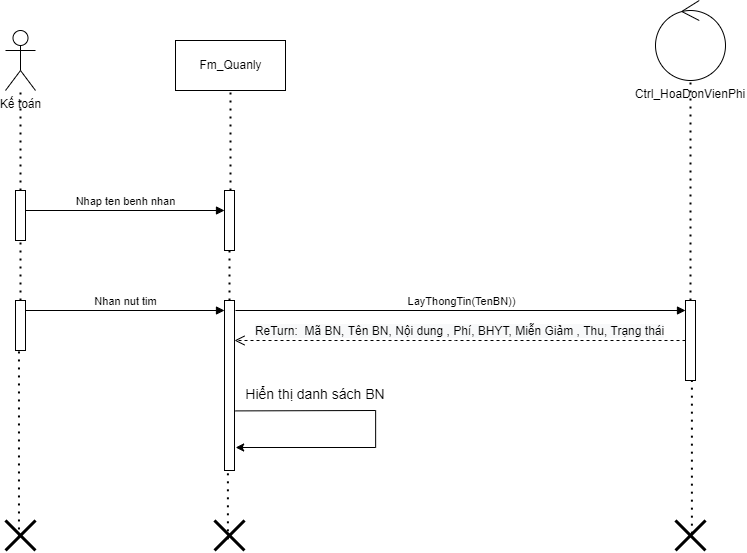 Fm_Quanly
Kế toán
Ctrl_HoaDonVienPhi
Nhap ten benh nhan
Nhan nut tim
LayThongTin(TenBN))
ReTurn: Mã BN, Tên BN, Nội dung , Phí, BHYT, Miễn Giảm , Thu, Trạng thái
Hiển thị danh sách BN